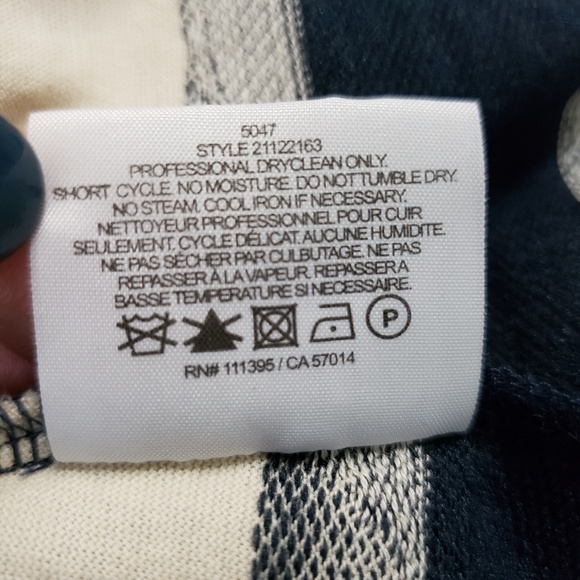 5047
STYLE 21122163
PROFESSIONAL DRYCLEAN ONLY.
SHORT CYCLE. NO MOISTURE. DO NOT TUMBLE DRY.
NO STEAM. COOL IRON IF NECESSARY.
NETTOYEUR PROFESSIONNEL POUR CUIR
SEULEMENT. CYCLE DÉLICAT. AUCUNE HUMIDITE.
NE PAS SÉCHER PAR CULBUTAGE. NE PAS
REPASSER À LA VAPEUR. REPASSER A
BASSE TEMPERATURE SI NECESSAIRE.
P
RN# 111395 / CA 57014